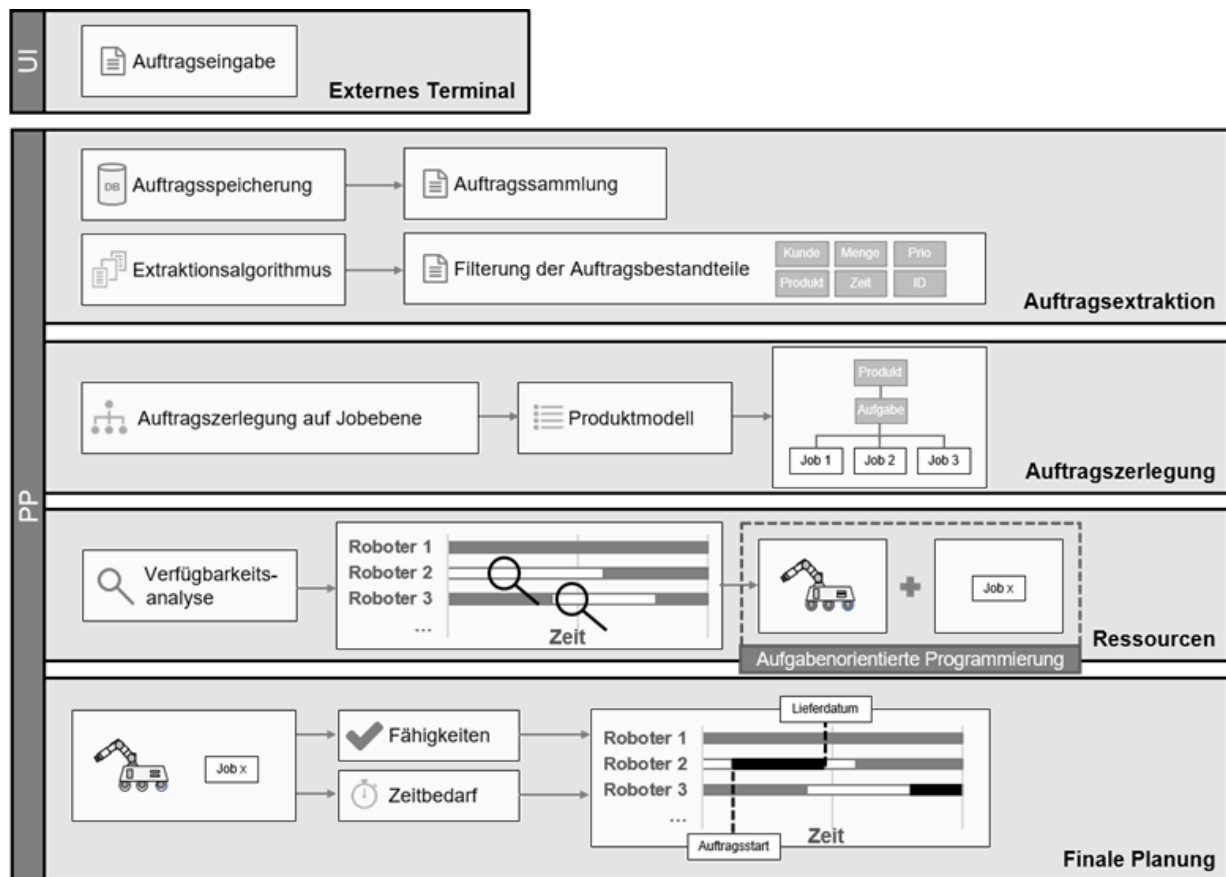 UI
Auftragseingabe
Externes Terminal
PP
DB
Auftragsspeicherung
Auftragssammlung
Extraktionsalgorithmus
Filterung der Auftragsbestandteile
Kunde Menge Prio
Produkt Zeit ID
Auftragsextraktion
Auftragszerlegung auf Jobebene
Produktmodell
Produkt
Aufgabe
Job 1 Job 2 Job 3
Auftragszerlegung
Verfügbarkeits-
analyse
Roboter 1
Roboter 2
Roboter 3
...
Zeit
Job x
Aufgabenorientierte Programmierung
Ressourcen
Job x
Fähigkeiten
Zeitbedarf
Lieferdatum
Roboter 1
Roboter 2
Roboter 3
...
Auftragsstart
Zeit
Finale Planung